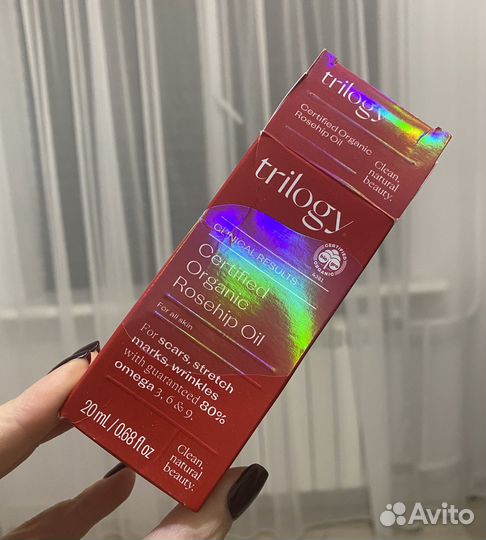 trilogy
Certified Organic
Rosehip Oil
Clean,
natural
beauty.
trilogy
CLINICAL RESULTS
Certified
Organic
Rosehip Oil
For all skin
CERTIFIED
ORGANIC
For scars, stretch
marks, wrinkles
with guaranteed 80%
omega 3, 6 & 9.
20 mL / 0.68 fl oz
Clean,
natural
beauty.
Avito